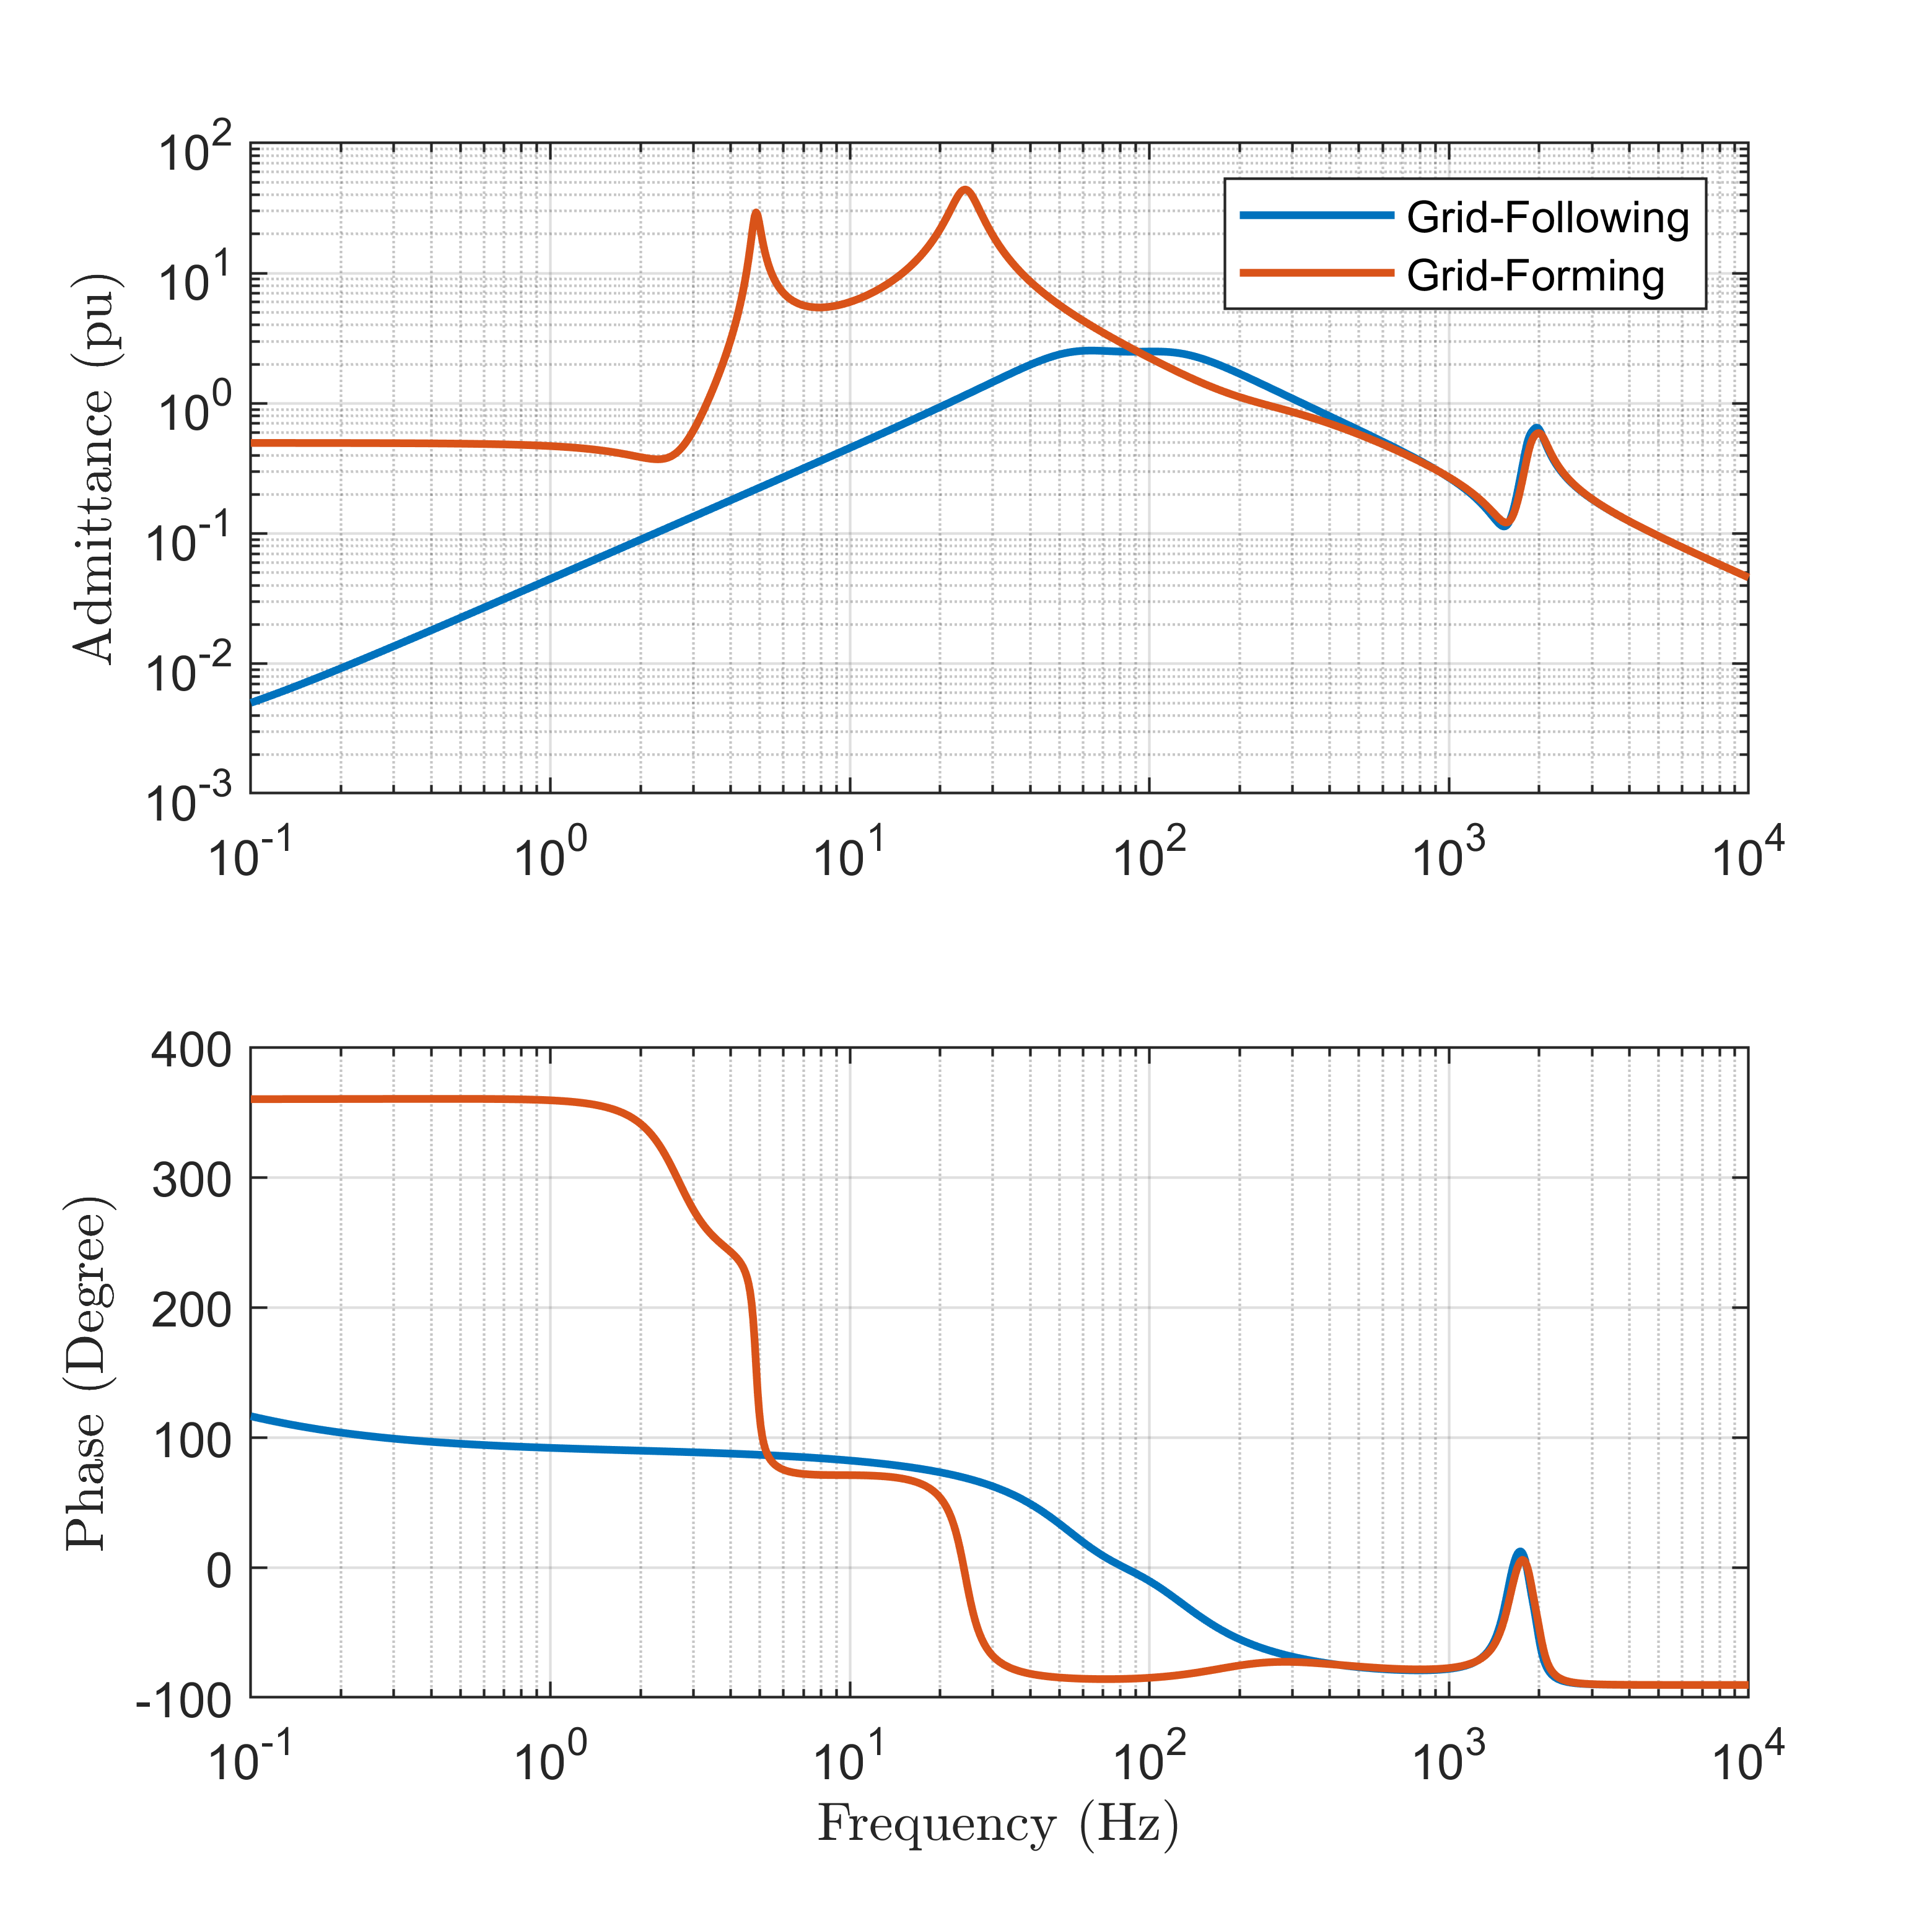 10^2
10^1
10^0
10^-1
10^-2
10^-3
Admittance (pu)
Grid-Following
Grid-Forming
10^-1 10^0 10^1 10^2 10^3 10^4
400
300
200
100
0
-100
Phase (Degree)
10^-1 10^0 10^1 10^2 10^3 10^4
Frequency (Hz)